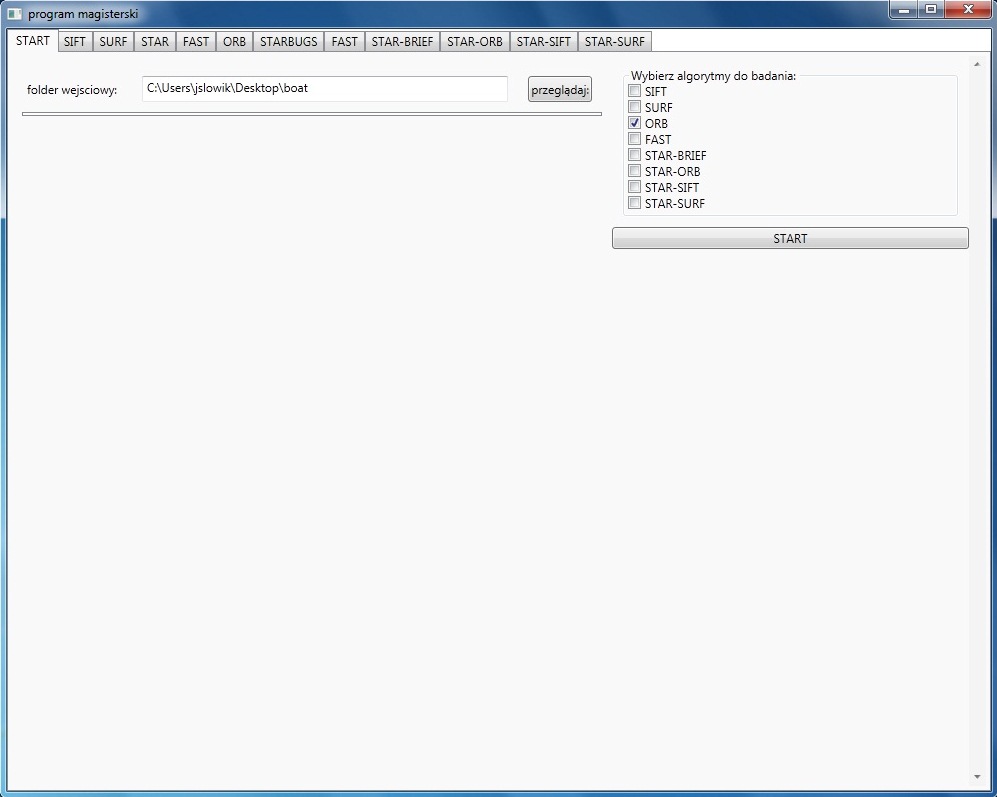 program magisterski
START SIFT SURF STAR FAST ORB STARBUGS FAST STAR-BRIEF STAR-ORB STAR-SIFT STAR-SURF
folder wejsciowy: C:\Users\jslowik\Desktop\boat przeglądaj:
Wybierz algorytmy do badania:
SIFT
SURF
ORB
FAST
STAR-BRIEF
STAR-ORB
STAR-SIFT
STAR-SURF
START